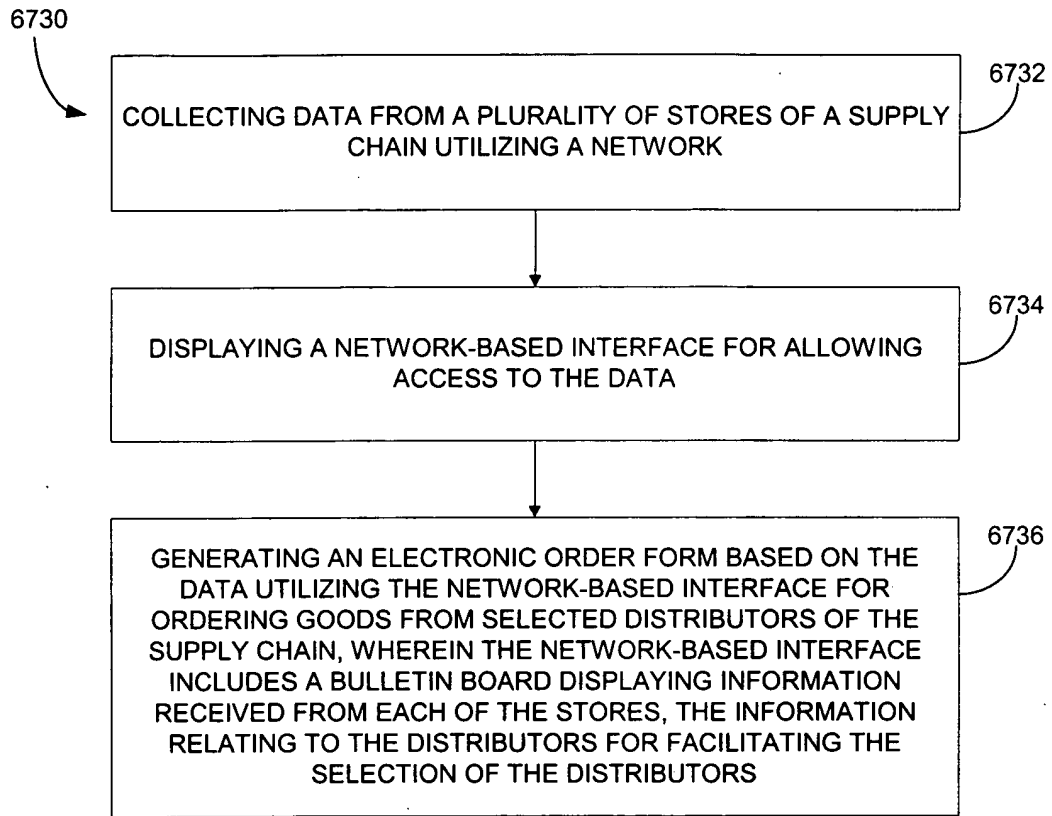 6730
6732
COLLECTING DATA FROM A PLURALITY OF STORES OF A SUPPLY
CHAIN UTILIZING A NETWORK
6734
DISPLAYING A NETWORK-BASED INTERFACE FOR ALLOWING
ACCESS TO THE DATA
6736
GENERATING AN ELECTRONIC ORDER FORM BASED ON THE
DATA UTILIZING THE NETWORK-BASED INTERFACE FOR
ORDERING GOODS FROM SELECTED DISTRIBUTORS OF THE
SUPPLY CHAIN, WHEREIN THE NETWORK-BASED INTERFACE
INCLUDES A BULLETIN BOARD DISPLAYING INFORMATION
RECEIVED FROM EACH OF THE STORES, THE INFORMATION
RELATING TO THE DISTRIBUTORS FOR FACILITATING THE
SELECTION OF THE DISTRIBUTORS